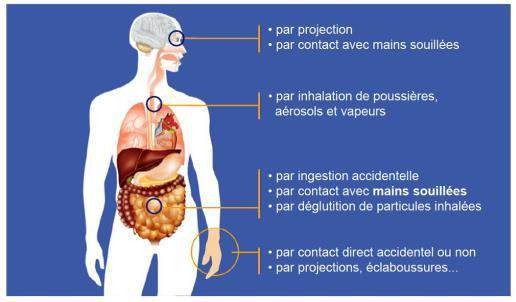 • par projection
• par contact avec mains souillées
• par inhalation de poussières,
aérosols et vapeurs
• par ingestion accidentelle
• par contact avec mains souillées
• par déglutition de particules inhalées
• par contact direct accidentel ou non
• par projections, éclaboussures...